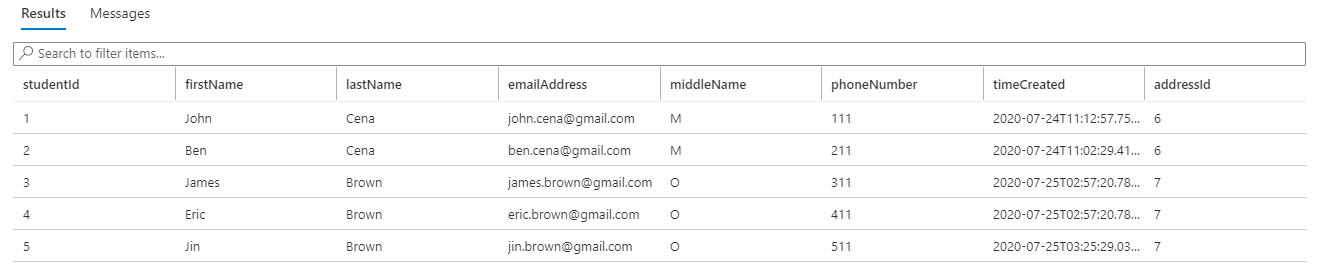 Results Messages
Search to filter items...
studentId firstName lastName emailAddress middleName phoneNumber timeCreated addressId
1 John Cena john.cena@gmail.com M 111 2020-07-24T11:12:57.75... 6
2 Ben Cena ben.cena@gmail.com M 211 2020-07-24T11:02:29.41... 6
3 James Brown james.brown@gmail.com O 311 2020-07-25T02:57:20.78... 7
4 Eric Brown eric.brown@gmail.com O 411 2020-07-25T02:57:20.78... 7
5 Jin Brown jin.brown@gmail.com O 511 2020-07-25T03:25:29.03... 7